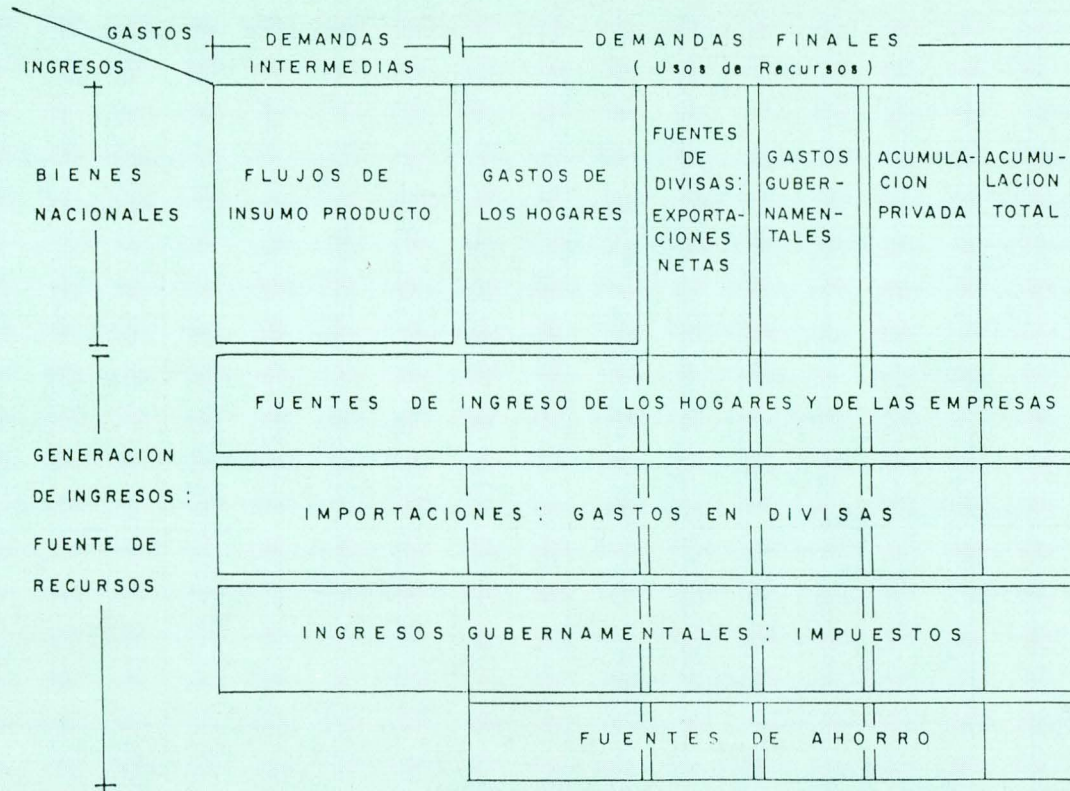 GASTOS
INGRESOS
DEMANDAS
INTERMEDIAS
DEMANDAS FINALES
( Usos de Recursos )
BIENES
NACIONALES
FLUJOS DE
INSUMO PRODUCTO
GASTOS DE
LOS HOGARES
FUENTES
DE
DIVISAS:
EXPORTA-
CIONES
NETAS
GASTOS
GUBER-
NAMEN-
TALES
ACUMULA-
CION
PRIVADA
ACUMU-
LACION
TOTAL
FUENTES DE INGRESO DE LOS HOGARES Y DE LAS EMPRESAS
GENERACION
DE INGRESOS :
FUENTE DE
RECURSOS
IMPORTACIONES : GASTOS EN DIVISAS
INGRESOS GUBERNAMENTALES : IMPUESTOS
FUENTES DE AHORRO